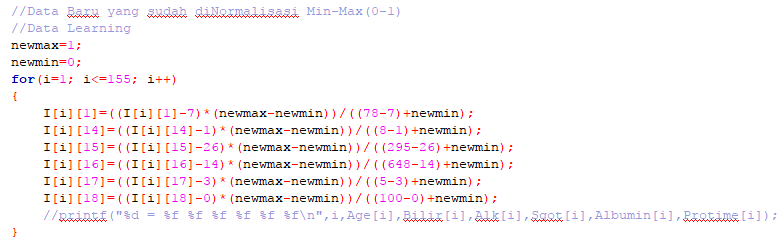 //Data Baru yang sudah diNormalisasi Min-Max(0-1)
//Data Learning
newmax=1;
newmin=0;
for(i=1; i<=155; i++)
{
I[i][1]=((I[i][1]-7)*(newmax-newmin))/((78-7)+newmin);
I[i][14]=((I[i][14]-1)*(newmax-newmin))/((8-1)+newmin);
I[i][15]=((I[i][15]-26)*(newmax-newmin))/((295-26)+newmin);
I[i][16]=((I[i][16]-14)*(newmax-newmin))/((648-14)+newmin);
I[i][17]=((I[i][17]-3)*(newmax-newmin))/((5-3)+newmin);
I[i][18]=((I[i][18]-0)*(newmax-newmin))/((100-0)+newmin);
//printf("%d = %f %f %f %f %f %f\n",i,Age[i],Bilir[i],Alk[i],Sgot[i],Albumin[i],Protime[i]);
}